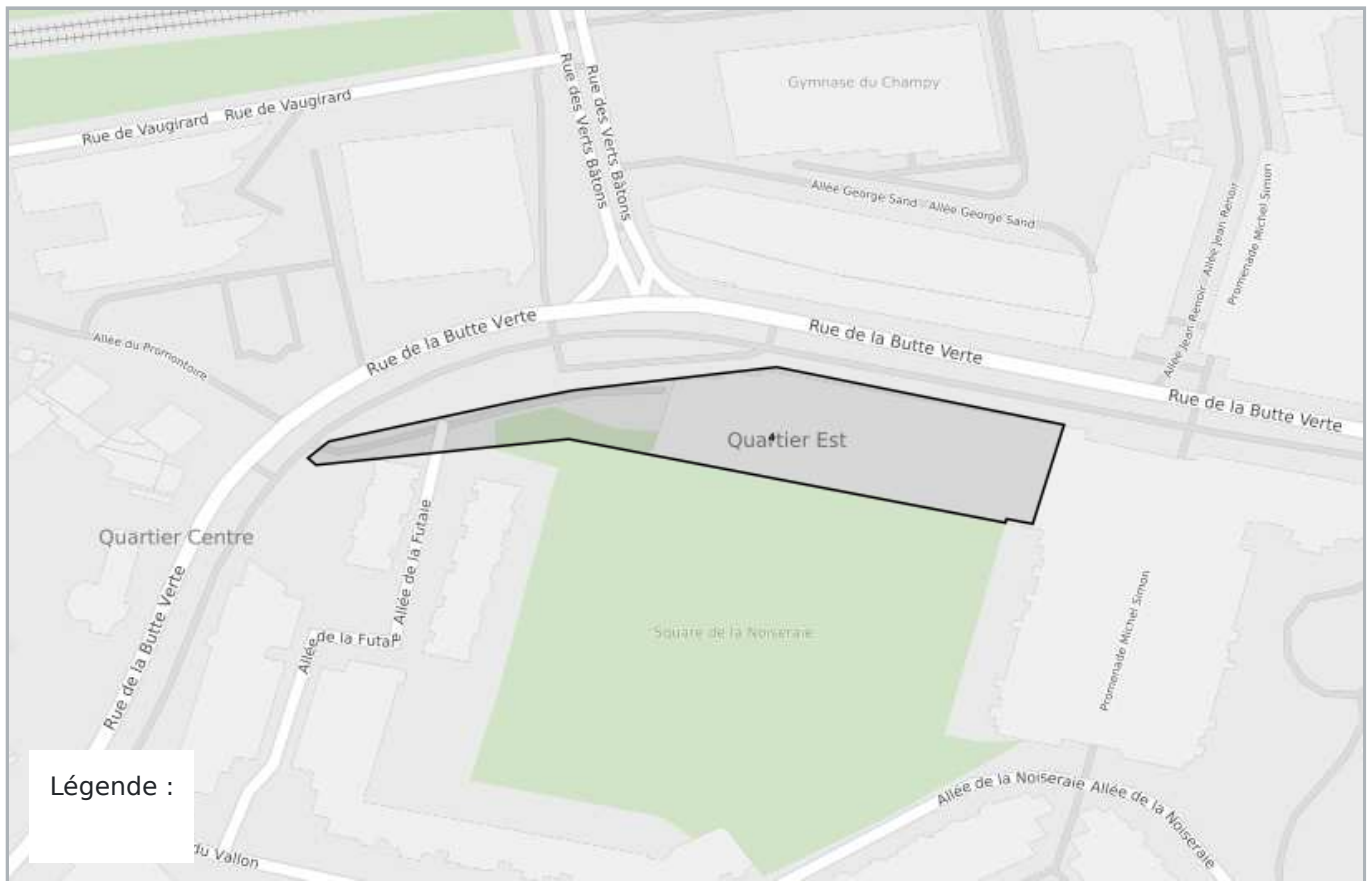 Rue des Verts Bâtons
Rue des Verts Bâtons
Gymnase du Champy
Rue de Vaugirard Rue de Vaugirard
Allée George Sand Allée George Sand
Allée Jean Renoir Allée Jean Renoir
Promenade Michel Simon
Rue de la Butte Verte
Rue de la Butte Verte
Rue de la Butte Verte
Allée du Promontoire
Quartier Est
Quartier Centre
Allée de la Futaie
Allée de la Futaie
Square de la Noiseraie
Promenade Michel Simon
Rue de la Butte Verte
Légende :
Allée de la Noiseraie Allée de la Noiseraie
du Vallon